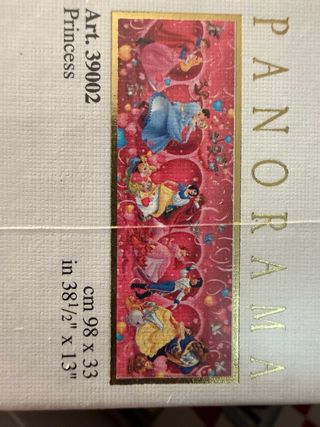 PANORAMA
Art. 39002
Princess
cm 98 x 33
in 38¹/₂" x 13"